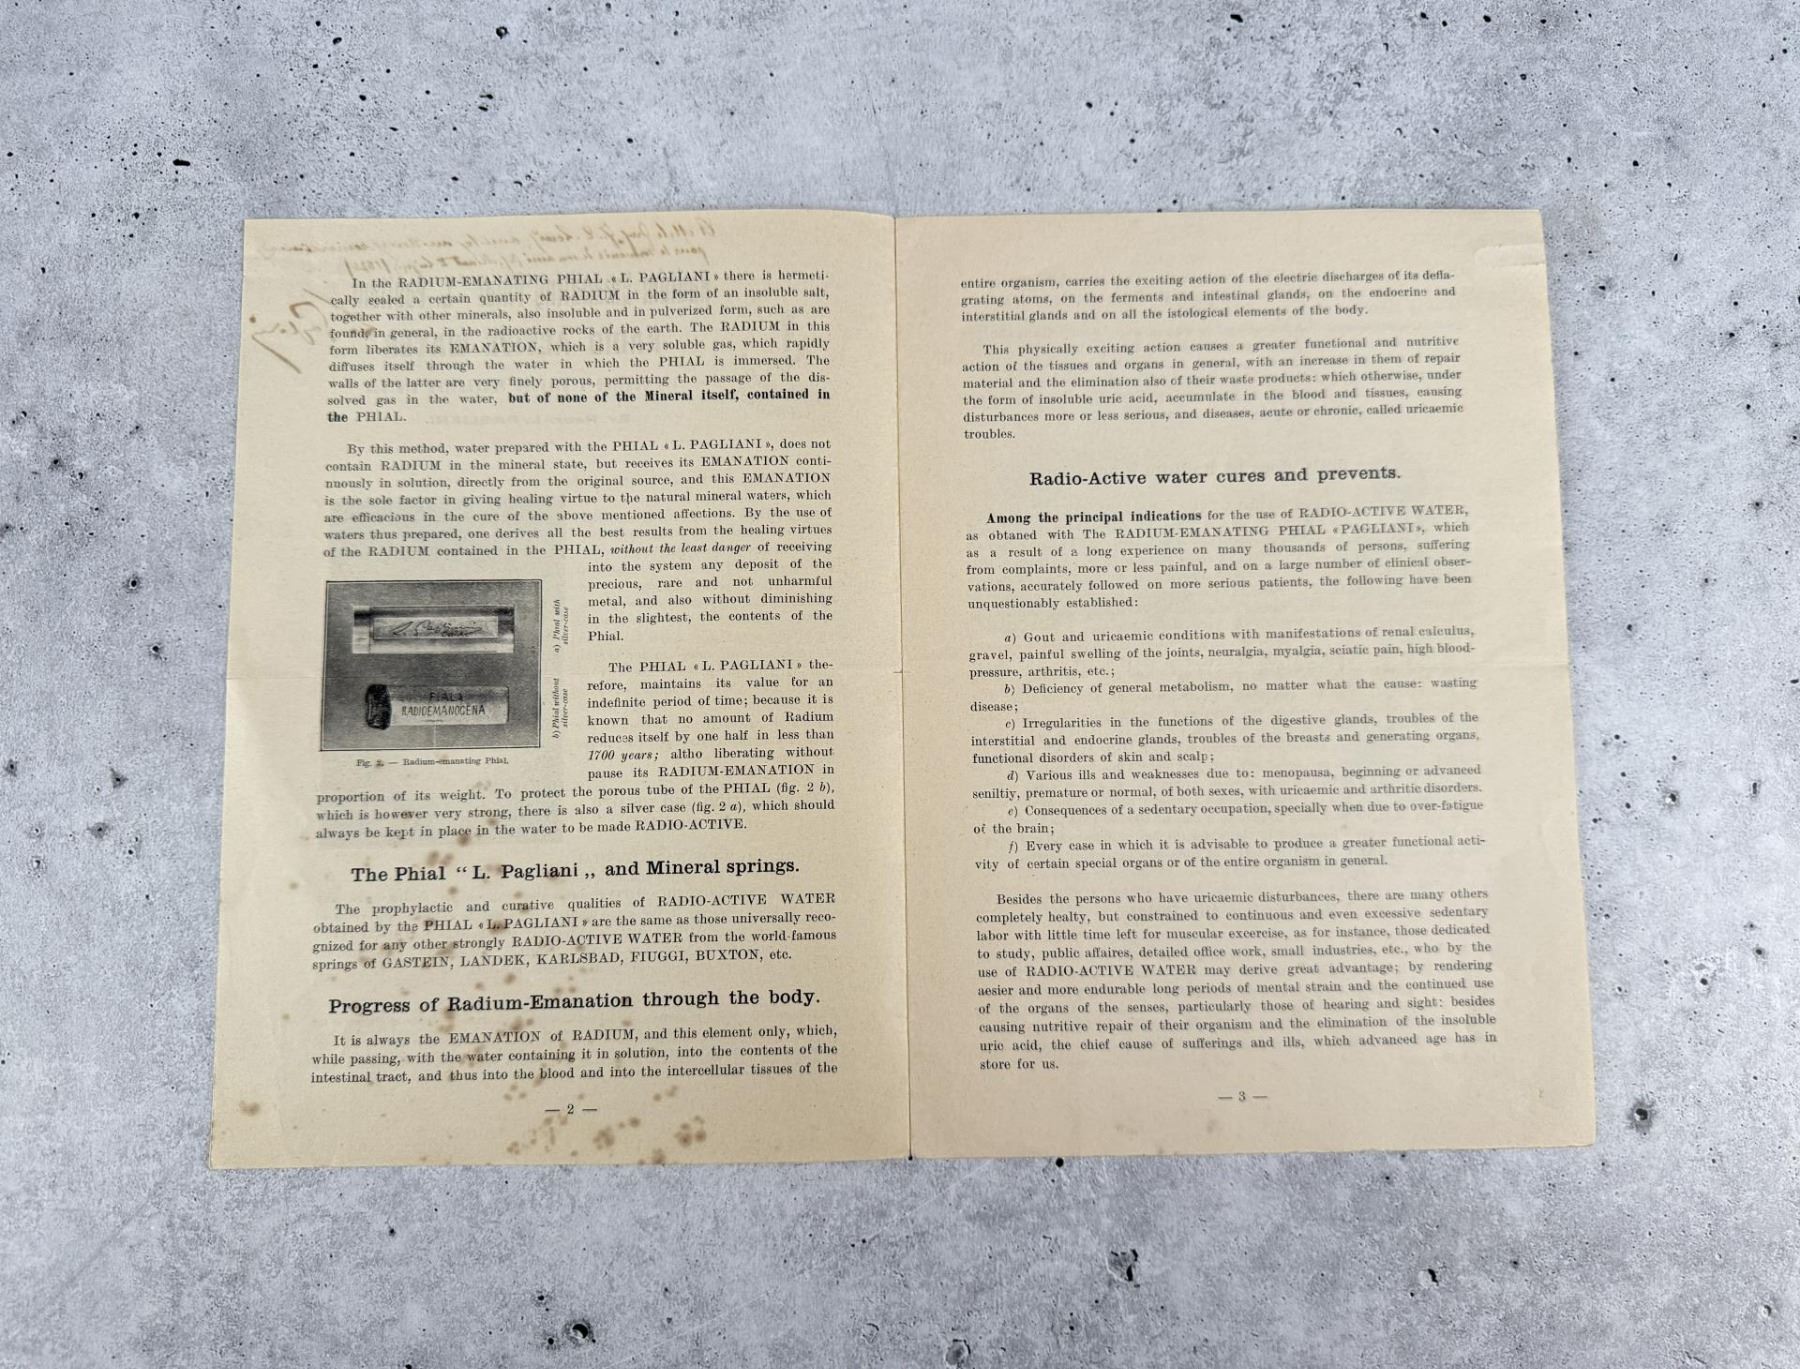 In the RADIUM-EMANATING PHIAL « L. PAGLIANI » there is hermeti-
cally sealed a certain quantity of RADIUM in the form of an insoluble salt,
together with other minerals, also insoluble and in pulverized form, such as are
found, in general, in the radioactive rocks of the earth. The RADIUM in this
form liberates its EMANATION, which is a very soluble gas, which rapidly
diffuses itself through the water in which the PHIAL is immersed. The
walls of the latter are very finely porous, permitting the passage of the dis-
solved gas in the water, but of none of the Mineral itself, contained in
the PHIAL.
By this method, water prepared with the PHIAL « L. PAGLIANI », does not
contain RADIUM in the mineral state, but receives its EMANATION conti-
nuously in solution, directly from the original source, and this EMANATION
is the sole factor in giving healing virtue to the natural mineral waters, which
are efficacious in the cure of the above mentioned affections. By the use of
waters thus prepared, one derives all the best results from the healing virtues
of the RADIUM contained in the PHIAL, without the least danger of receiving
into the system any deposit of the
precious, rare and not unharmful
metal, and also without diminishing
in the slightest, the contents of the
Phial.
L. Pagliani
FIALA
RADIOEMANOGENA
a) Phial with
silver-case
b) Phial without
silver-case
Fig. 2. — Radium-emanating Phial.
The PHIAL « L. PAGLIANI » the-
refore, maintains its value for an
indefinite period of time; because it is
known that no amount of Radium
reduces itself by one half in less than
1700 years; altho liberating without
pause its RADIUM-EMANATION in
proportion of its weight. To protect the porous tube of the PHIAL (fig. 2 b),
which is however very strong, there is also a silver case (fig. 2 a), which should
always be kept in place in the water to be made RADIO-ACTIVE.
The Phial “ L. Pagliani „ and Mineral springs.
The prophylactic and curative qualities of RADIO-ACTIVE WATER
obtained by the PHIAL « L. PAGLIANI » are the same as those universally reco-
gnized for any other strongly RADIO-ACTIVE WATER from the world-famous
springs of GASTEIN, LANDEK, KARLSBAD, FIUGGI, BUXTON, etc.
Progress of Radium-Emanation through the body.
It is always the EMANATION of RADIUM, and this element only, which,
while passing, with the water containing it in solution, into the contents of the
intestinal tract, and thus into the blood and into the intercellular tissues of the
— 2 —
entire organism, carries the exciting action of the electric discharges of its defla-
grating atoms, on the ferments and intestinal glands, on the endocrine and
interstitial glands and on all the istological elements of the body.
This physically exciting action causes a greater functional and nutritive
action of the tissues and organs in general, with an increase in them of repair
material and the elimination also of their waste products: which otherwise, under
the form of insoluble uric acid, accumulate in the blood and tissues, causing
disturbances more or less serious, and diseases, acute or chronic, called uricaemic
troubles.
Radio-Active water cures and prevents.
Among the principal indications for the use of RADIO-ACTIVE WATER,
as obtaned with The RADIUM-EMANATING PHIAL « PAGLIANI », which
as a result of a long experience on many thousands of persons, suffering
from complaints, more or less painful, and on a large number of clinical obser-
vations, accurately followed on more serious patients, the following have been
unquestionably established:
a) Gout and uricaemic conditions with manifestations of renal calculus,
gravel, painful swelling of the joints, neuralgia, myalgia, sciatic pain, high blood-
pressure, arthritis, etc.;
b) Deficiency of general metabolism, no matter what the cause: wasting
disease;
c) Irregularities in the functions of the digestive glands, troubles of the
interstitial and endocrine glands, troubles of the breasts and generating organs,
functional disorders of skin and scalp;
d) Various ills and weaknesses due to: menopausa, beginning or advanced
seniltiy, premature or normal, of both sexes, with uricaemic and arthritic disorders.
e) Consequences of a sedentary occupation, specially when due to over-fatigue
of the brain;
f) Every case in which it is advisable to produce a greater functional acti-
vity of certain special organs or of the entire organism in general.
Besides the persons who have uricaemic disturbances, there are many others
completely healty, but constrained to continuous and even excessive sedentary
labor with little time left for muscular excercise, as for instance, those dedicated
to study, public affaires, detailed office work, small industries, etc., who by the
use of RADIO-ACTIVE WATER may derive great advantage; by rendering
aesier and more endurable long periods of mental strain and the continued use
of the organs of the senses, particularly those of hearing and sight: besides
causing nutritive repair of their organism and the elimination of the insoluble
uric acid, the chief cause of sufferings and ills, which advanced age has in
store for us.
— 3 —